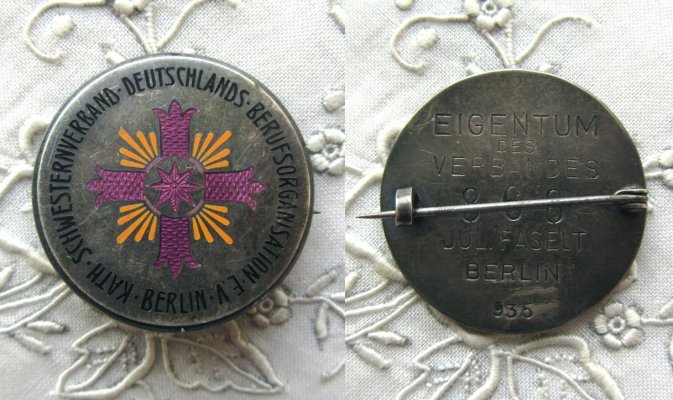 KATH· SCHWESTERNVERBAND· DEUTSCHLANDS· BERUFSORGANISATION· E.V.
· BERLIN ·
EIGENTUM
DES
VERBANDES
JUL. FASELT
BERLIN
935